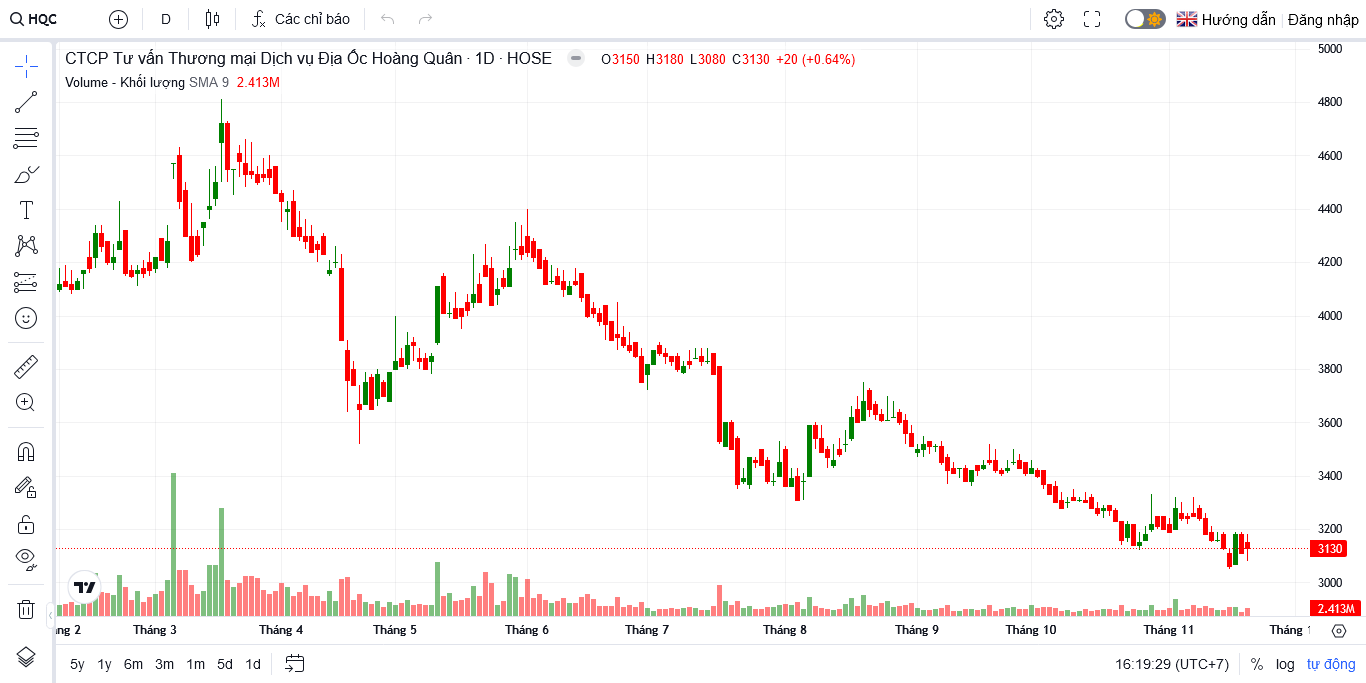 HQC D Các chỉ báo Hướng dẫn Đăng nhập
CTCP Tư vấn Thương mại Dịch vụ Địa Ốc Hoàng Quân · 1D · HOSE O3150 H3180 L3080 C3130 +20 (+0.64%)
Volume - Khối lượng SMA 9 2.413M
5000
4800
4600
4400
4200
4000
3800
3600
3400
3200
3130
3000
2.413M
ng 2 Tháng 3 Tháng 4 Tháng 5 Tháng 6 Tháng 7 Tháng 8 Tháng 9 Tháng 10 Tháng 11 Tháng 1
5y 1y 6m 3m 1m 5d 1d 16:19:29 (UTC+7) % log tự động